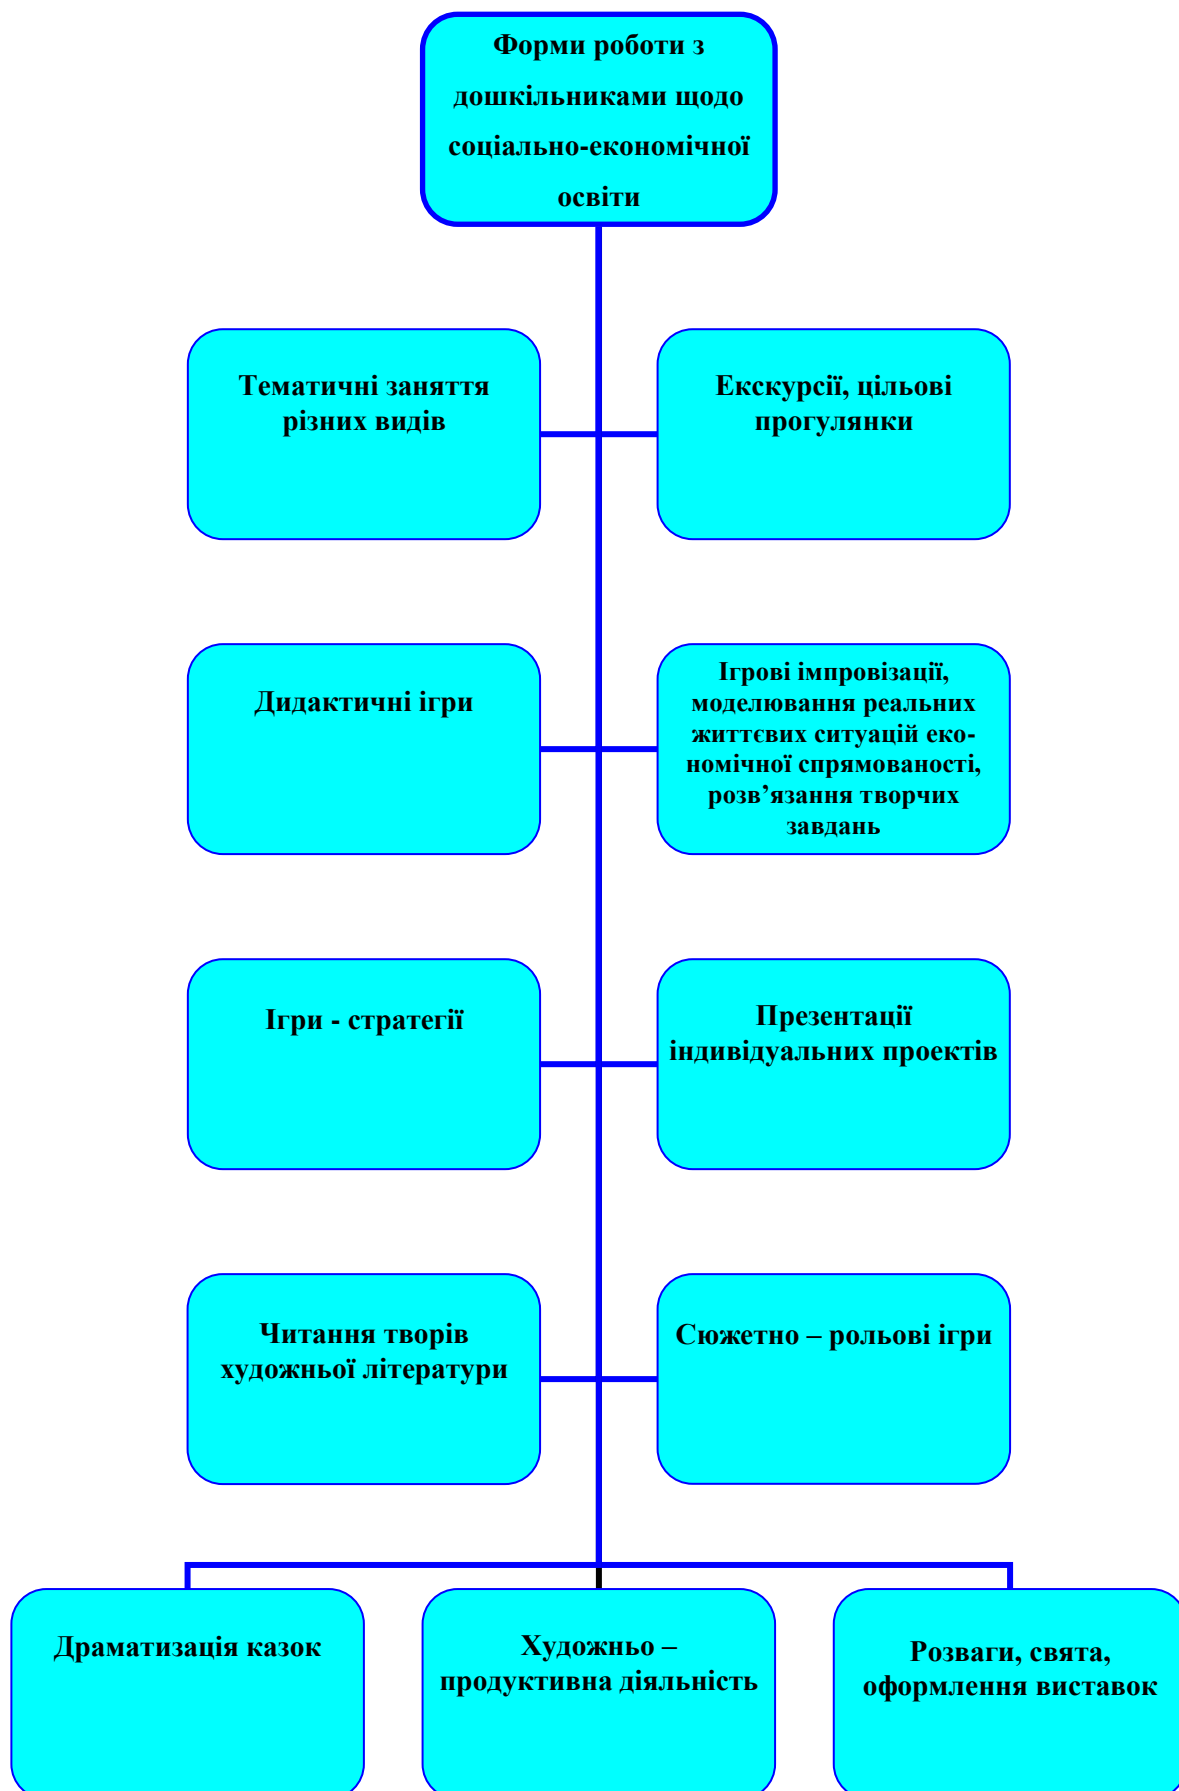 Форми роботи з
дошкільниками щодо
соціально-економічної
освіти
Тематичні заняття
різних видів
Екскурсії, цільові
прогулянки
Дидактичні ігри
Ігрові імпровізації,
моделювання реальних
життєвих ситуацій еко-
номічної спрямованості,
розв’язання творчих
завдань
Ігри - стратегії
Презентації
індивідуальних проектів
Читання творів
художньої літератури
Сюжетно – рольові ігри
Драматизація казок
Художньо –
продуктивна діяльність
Розваги, свята,
оформлення виставок